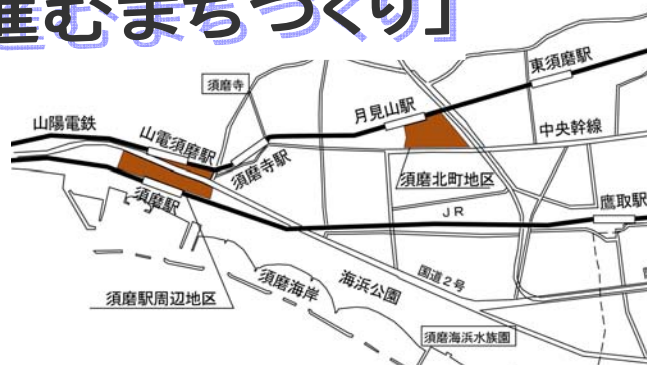 進むまちづくり」
東須磨駅
須磨寺
月見山駅
山陽電鉄
山電須磨駅
中央幹線
須磨寺駅
須磨北町地区
須磨駅
鷹取駅
JR
国道2号
海浜公園
須磨海岸
須磨駅周辺地区
須磨海浜水族園